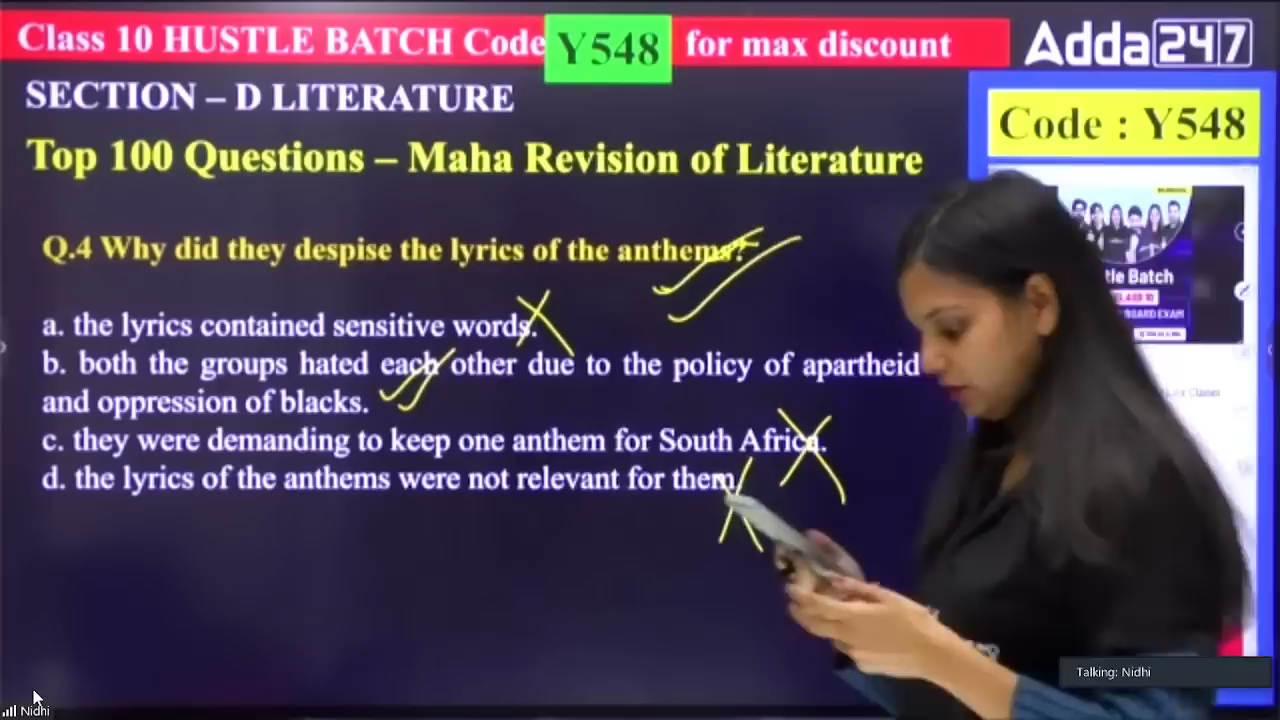 Class 10 HUSTLE BATCH Code Y548 for max discount
Adda247
SECTION – D LITERATURE
Code : Y548
Top 100 Questions – Maha Revision of Literature
Q.4 Why did they despise the lyrics of the anthems?
a. the lyrics contained sensitive words.
b. both the groups hated each other due to the policy of apartheid
and oppression of blacks.
c. they were demanding to keep one anthem for South Africa.
d. the lyrics of the anthems were not relevant for them.
Batch
BOARD EXAM
Talking: Nidhi
Nidhi